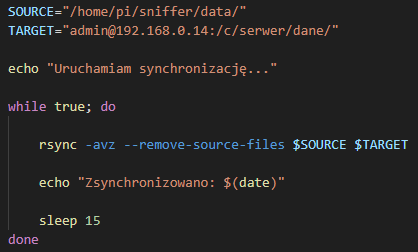 SOURCE="/home/pi/sniffer/data/"
TARGET="admin@192.168.0.14:/c/serwer/dane/"
echo "Uruchamiam synchronizację..."
while true; do
rsync -avz --remove-source-files $SOURCE $TARGET
echo "Zsynchronizowano: $(date)"
sleep 15
done